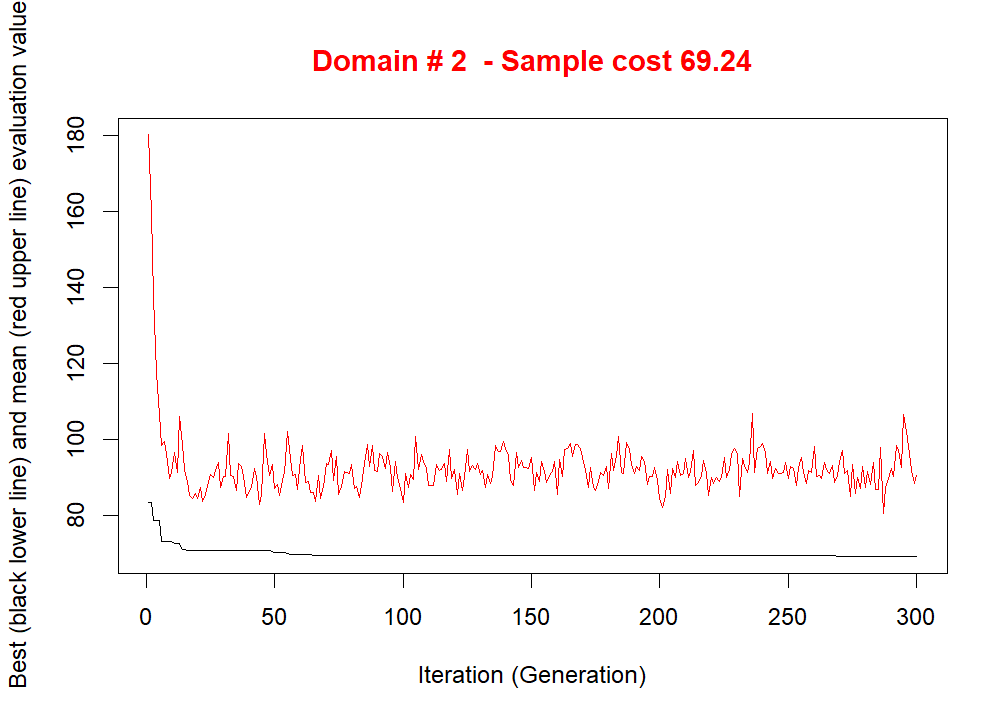 Domain # 2  - Sample cost 69.24
Best (black lower line) and mean (red upper line) evaluation value
180
160
140
120
100
80
0 50 100 150 200 250 300
Iteration (Generation)